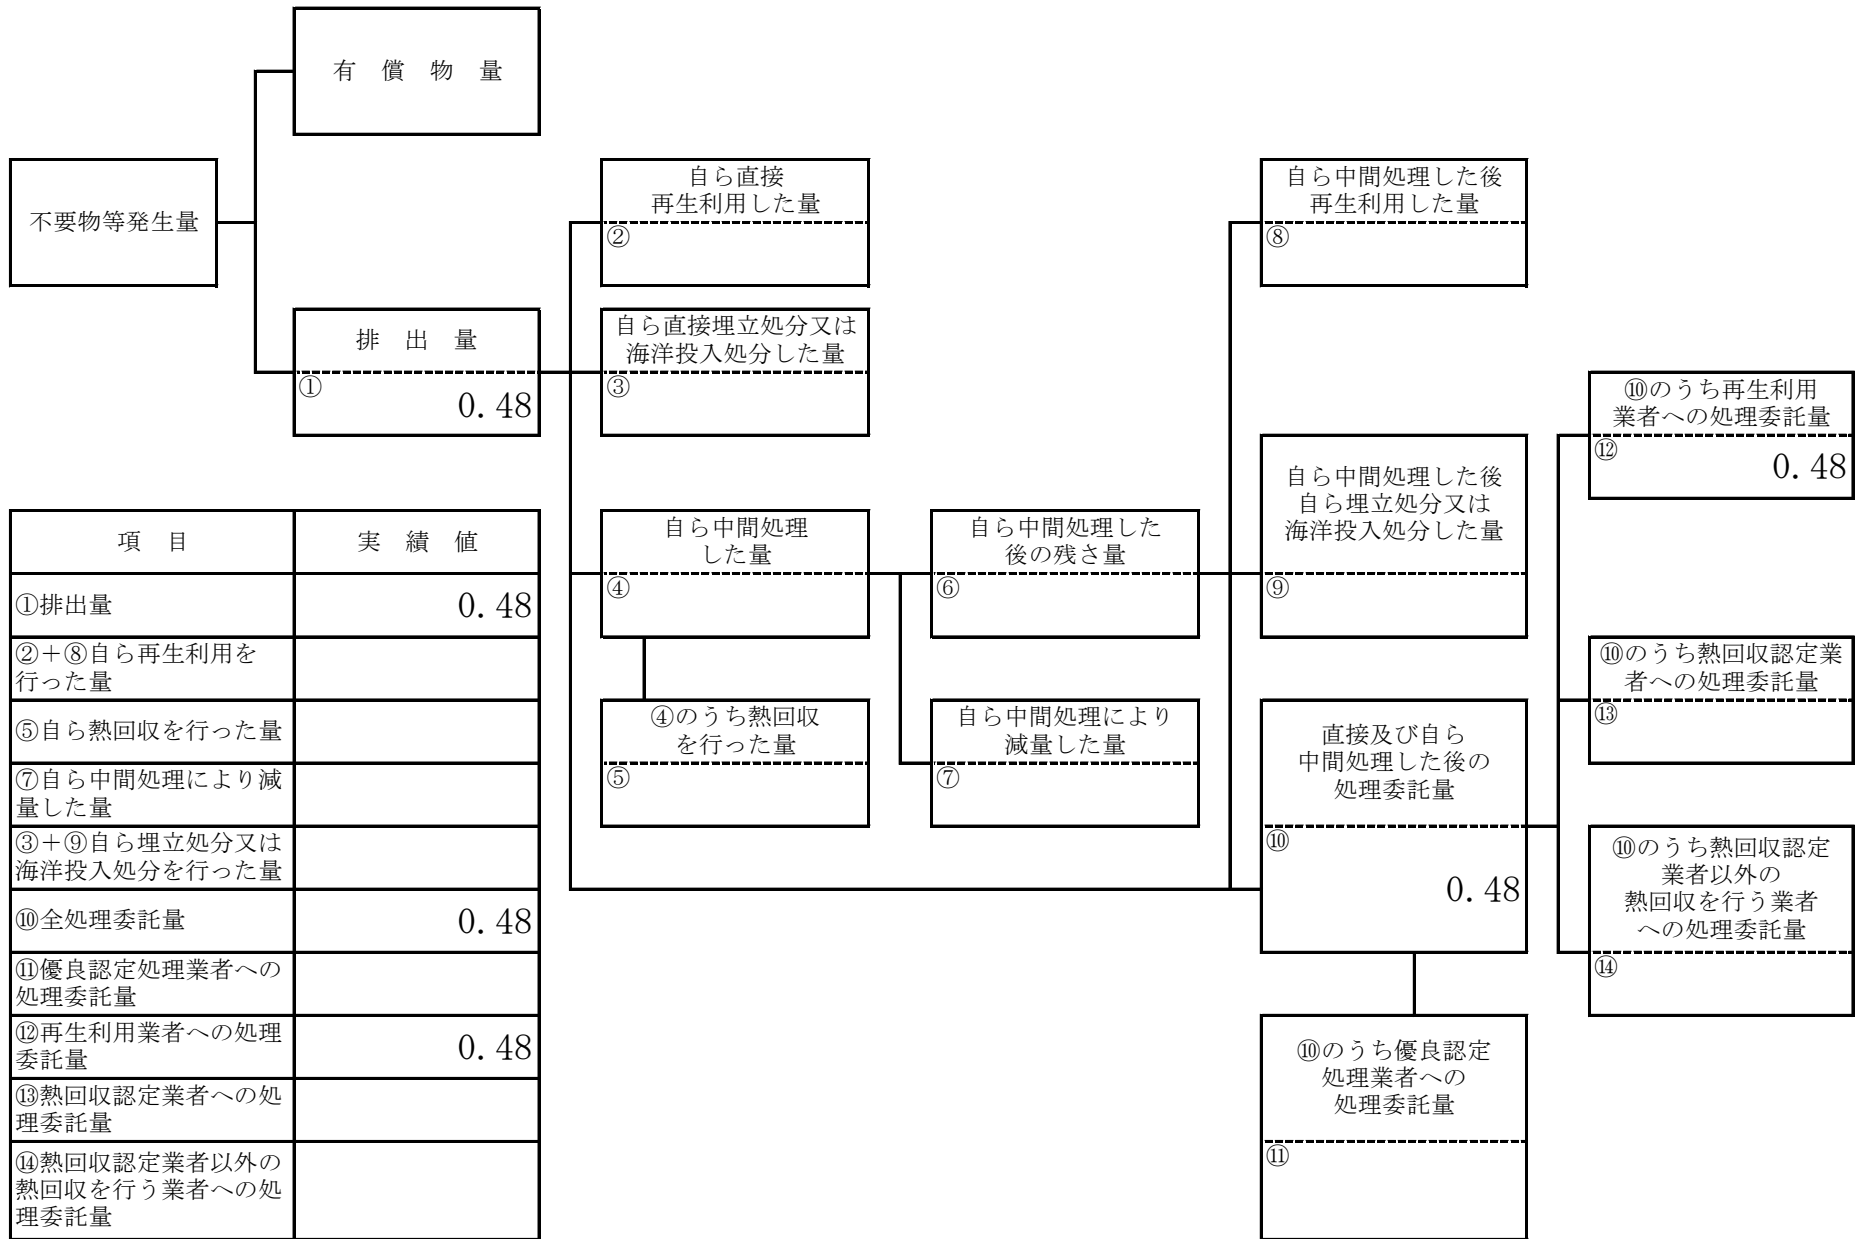 有　償　物　量
不要物等発生量
排　出　量
①
0.48
自ら直接
再生利用した量
②
自ら直接埋立処分又は
海洋投入処分した量
③
自ら中間処理
した量
④
④のうち熱回収
を行った量
⑤
自ら中間処理した
後の残さ量
⑥
自ら中間処理により
減量した量
⑦
自ら中間処理した後
再生利用した量
⑧
自ら中間処理した後
自ら埋立処分又は
海洋投入処分した量
⑨
直接及び自ら
中間処理した後の
処理委託量
⑩
0.48
⑩のうち優良認定
処理業者への
処理委託量
⑪
⑩のうち再生利用
業者への処理委託量
⑫
0.48
⑩のうち熱回収認定業
者への処理委託量
⑬
⑩のうち熱回収認定
業者以外の
熱回収を行う業者
への処理委託量
⑭
項　目
実　績　値
①排出量
0.48
②＋⑧自ら再生利用を
行った量
⑤自ら熱回収を行った量
⑦自ら中間処理により減
量した量
③＋⑨自ら埋立処分又は
海洋投入処分を行った量
⑩全処理委託量
0.48
⑪優良認定処理業者への
処理委託量
⑫再生利用業者への処理
委託量
0.48
⑬熱回収認定業者への処
理委託量
⑭熱回収認定業者以外の
熱回収を行う業者への処
理委託量